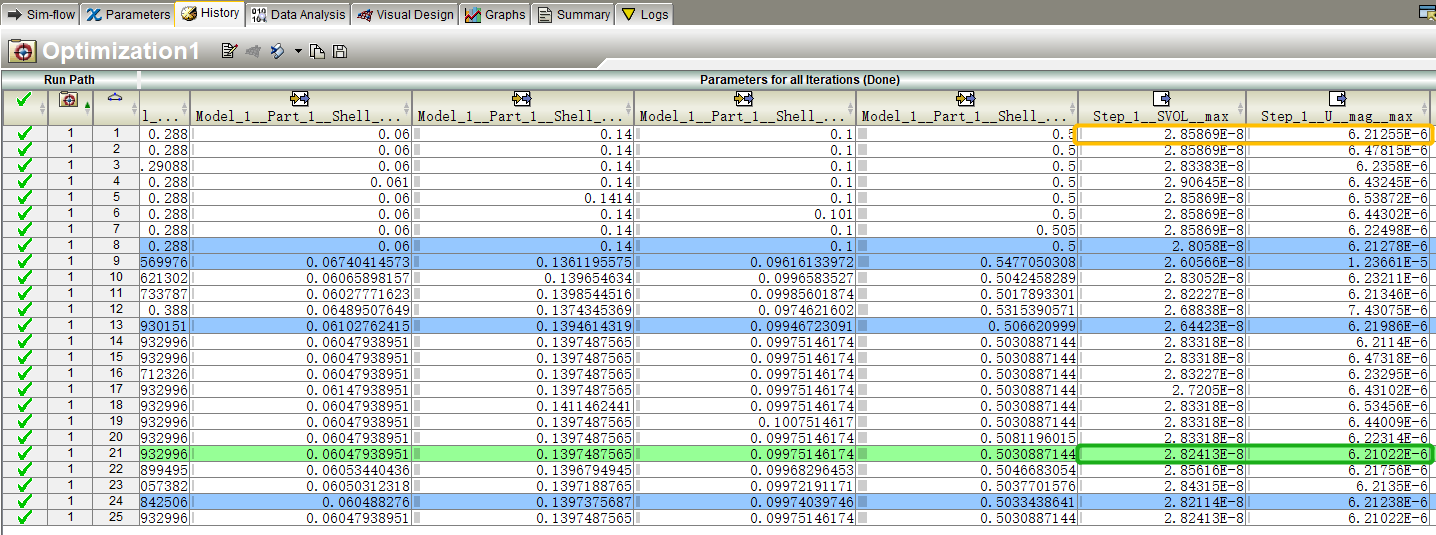 Sim-flow Parameters History Data Analysis Visual Design Graphs Summary Logs
Optimization1
Run Path Parameters for all Iterations (Done)
l_... Model_1__Part_1__Shell_... Model_1__Part_1__Shell_... Model_1__Part_1__Shell_... Model_1__Part_1__Shell_... Step_1__SVOL__max Step_1__U__mag__max
1 1 0.288 0.06 0.14 0.1 0.5 2.85869E-8 6.21255E-6
1 2 0.288 0.06 0.14 0.1 0.5 2.85869E-8 6.47815E-6
1 3 .29088 0.06 0.14 0.1 0.5 2.83383E-8 6.2358E-6
1 4 0.288 0.061 0.14 0.1 0.5 2.90645E-8 6.43245E-6
1 5 0.288 0.06 0.1414 0.1 0.5 2.85869E-8 6.53872E-6
1 6 0.288 0.06 0.14 0.101 0.5 2.85869E-8 6.44302E-6
1 7 0.288 0.06 0.14 0.1 0.505 2.85869E-8 6.22498E-6
1 8 0.288 0.06 0.14 0.1 0.5 2.8058E-8 6.21278E-6
1 9 569976 0.06740414573 0.1361195575 0.09616133972 0.5477050308 2.60566E-8 1.23661E-5
1 10 621302 0.06065898157 0.139654634 0.0996583527 0.5042458289 2.83052E-8 6.2114E-6
1 11 733787 0.06027771623 0.1398544516 0.09985601874 0.5017893301 2.82227E-8 6.21346E-6
1 12 0.388 0.06489507649 0.1374345369 0.0974621602 0.5315390571 2.68838E-8 7.43075E-6
1 13 930151 0.06102762415 0.1394614319 0.09946723091 0.506620999 2.64423E-8 6.21986E-6
1 14 932996 0.06047938951 0.1397487565 0.09975146174 0.5030887144 2.83318E-8 6.2114E-6
1 15 932996 0.06047938951 0.1397487565 0.09975146174 0.5030887144 2.83318E-8 6.47318E-6
1 16 712326 0.06047938951 0.1397487565 0.09975146174 0.5030887144 2.83227E-8 6.23295E-6
1 17 932996 0.06147938951 0.1397487565 0.09975146174 0.5030887144 2.7205E-8 6.43102E-6
1 18 932996 0.06047938951 0.1411462441 0.09975146174 0.5030887144 2.83318E-8 6.53456E-6
1 19 932996 0.06047938951 0.1397487565 0.1007514617 0.5030887144 2.83318E-8 6.44009E-6
1 20 932996 0.06047938951 0.1397487565 0.09975146174 0.5081196015 2.83318E-8 6.22314E-6
1 21 932996 0.06047938951 0.1397487565 0.09975146174 0.5030887144 2.82413E-8 6.21022E-6
1 22 899495 0.06053440436 0.1396794945 0.09968296453 0.5046683054 2.85616E-8 6.21756E-6
1 23 057382 0.06050312318 0.1397188765 0.09972191171 0.5037701576 2.84315E-8 6.2135E-6
1 24 842506 0.060488276 0.1397375687 0.09974039746 0.5033438641 2.82114E-8 6.21238E-6
1 25 932996 0.06047938951 0.1397487565 0.09975146174 0.5030887144 2.82413E-8 6.21022E-6